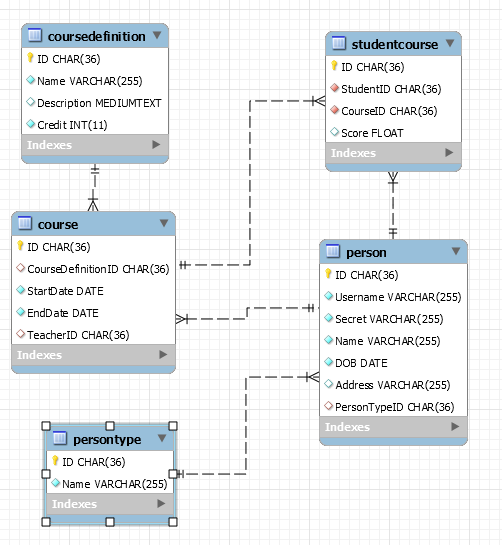 coursedefinition
ID CHAR(36)
Name VARCHAR(255)
Description MEDIUMTEXT
Credit INT(11)
Indexes
studentcourse
ID CHAR(36)
StudentID CHAR(36)
CourseID CHAR(36)
Score FLOAT
Indexes
course
ID CHAR(36)
CourseDefinitionID CHAR(36)
StartDate DATE
EndDate DATE
TeacherID CHAR(36)
Indexes
person
ID CHAR(36)
Username VARCHAR(255)
Secret VARCHAR(255)
Name VARCHAR(255)
DOB DATE
Address VARCHAR(255)
PersonTypeID CHAR(36)
Indexes
persontype
ID CHAR(36)
Name VARCHAR(255)
Indexes